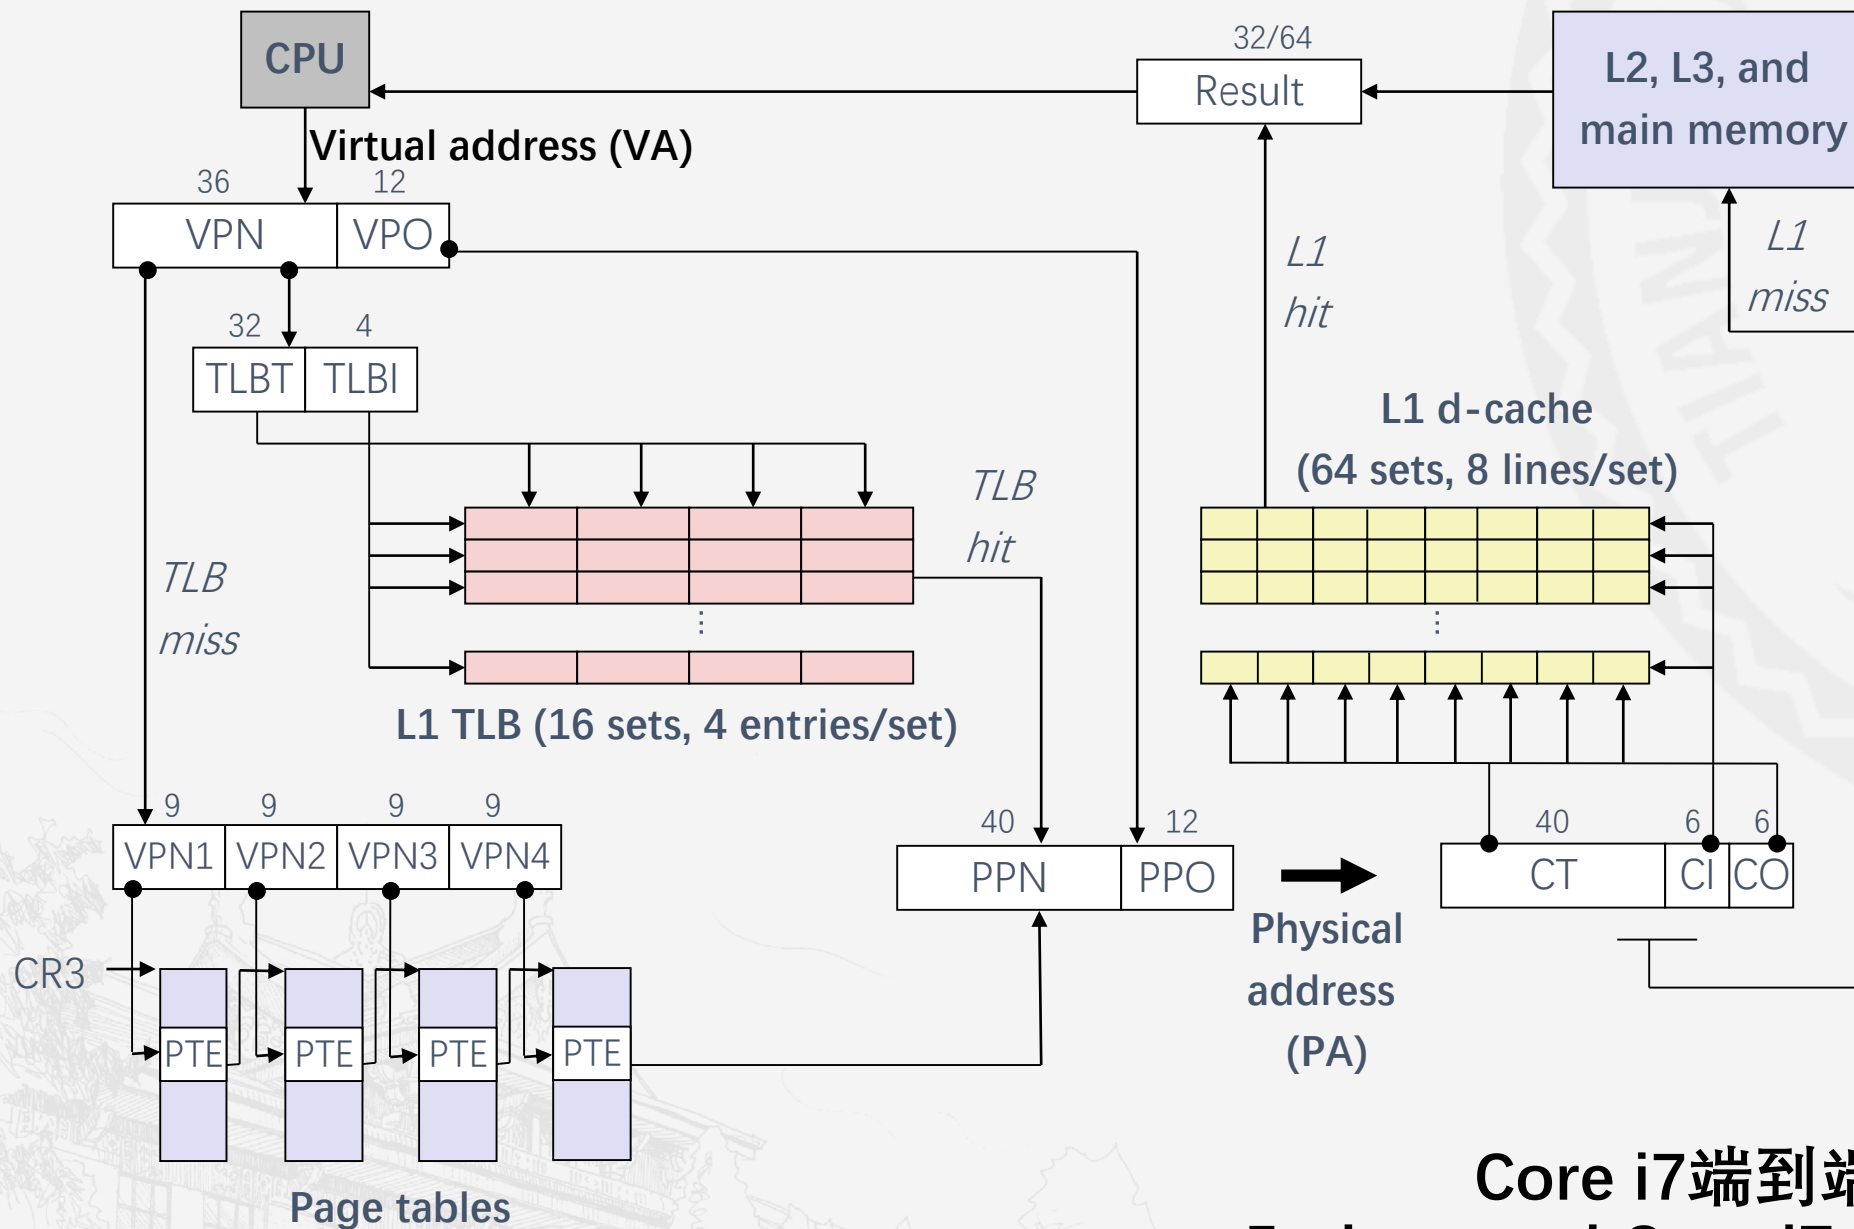 CPU
32/64
Result
L2, L3, and
main memory
Virtual address (VA)
36
12
VPN
VPO
L1
hit
L1
miss
32
4
TLBT
TLBI
L1 d-cache
(64 sets, 8 lines/set)
TLB
hit
TLB
miss
...
...
L1 TLB (16 sets, 4 entries/set)
9
9
9
9
VPN1
VPN2
VPN3
VPN4
40
12
PPN
PPO
40
6
6
CT
CI
CO
Physical
address
(PA)
CR3
PTE
PTE
PTE
PTE
Page tables
Core i7端到端
TIANJ